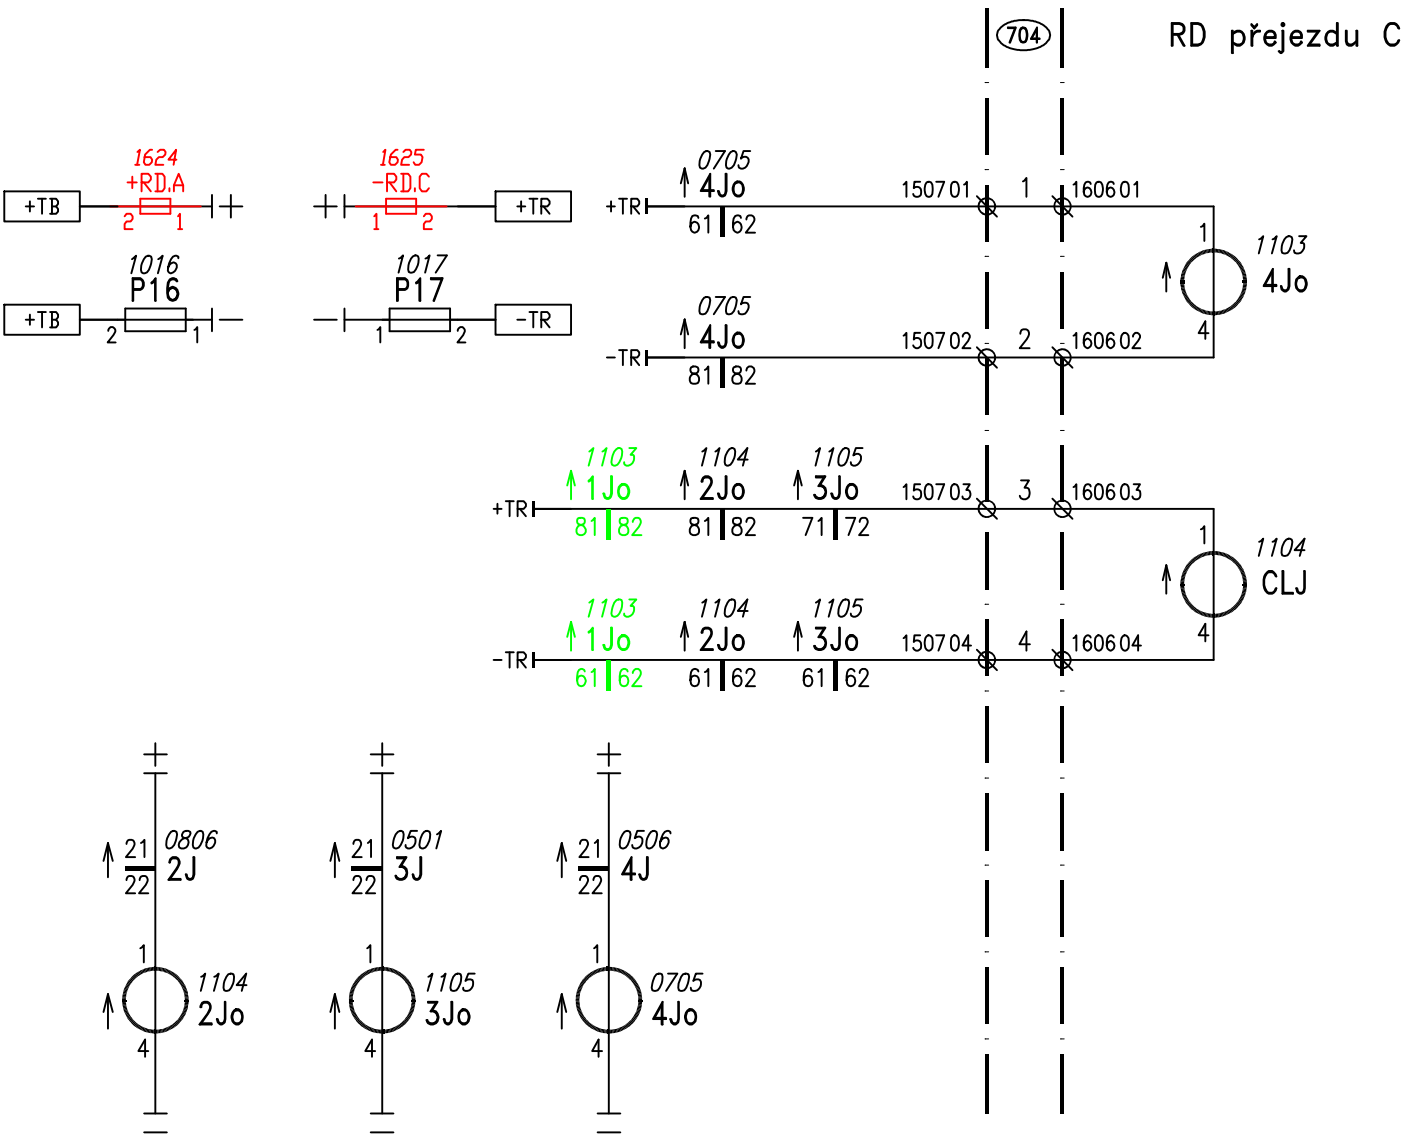 704
RD přejezdu C
1624
+RD.A
+TB
2 1
+
1625
-RD.C
+
1 2
+TR
0705
4Jo
+TR
61 62
150701
1
160601
1
1103
4Jo
4
1016
P16
+TB
2 1
-
1017
P17
-
1 2
-TR
0705
4Jo
-TR
81 82
150702
2
160602
1103 1104 1105
1Jo 2Jo 3Jo
+TR
81 82 81 82 71 72
150703
3
160603
1
1104
CLJ
4
1103 1104 1105
1Jo 2Jo 3Jo
-TR
61 62 61 62 61 62
150704
4
160604
+
21 0806
22 2J
1
1104
2Jo
4
-
+
21 0501
22 3J
1
1105
3Jo
4
-
+
21 0506
22 4J
1
0705
4Jo
4
-